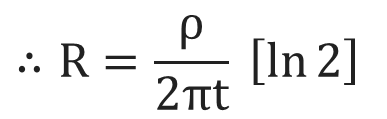 ∴ R = ρ/2πt [ln 2]